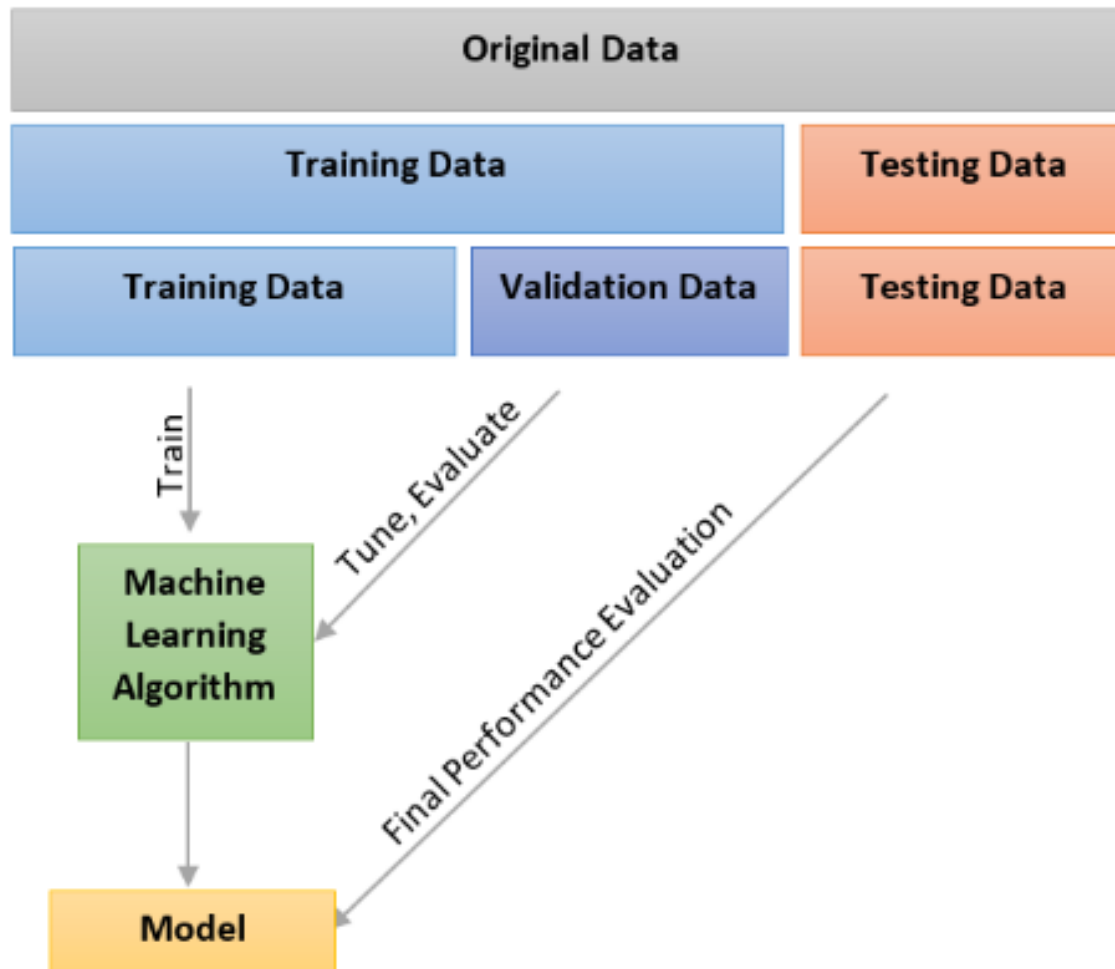 Original Data
Training Data
Testing Data
Training Data
Validation Data
Testing Data
Train
Tune, Evaluate
Final Performance Evaluation
Machine
Learning
Algorithm
Model